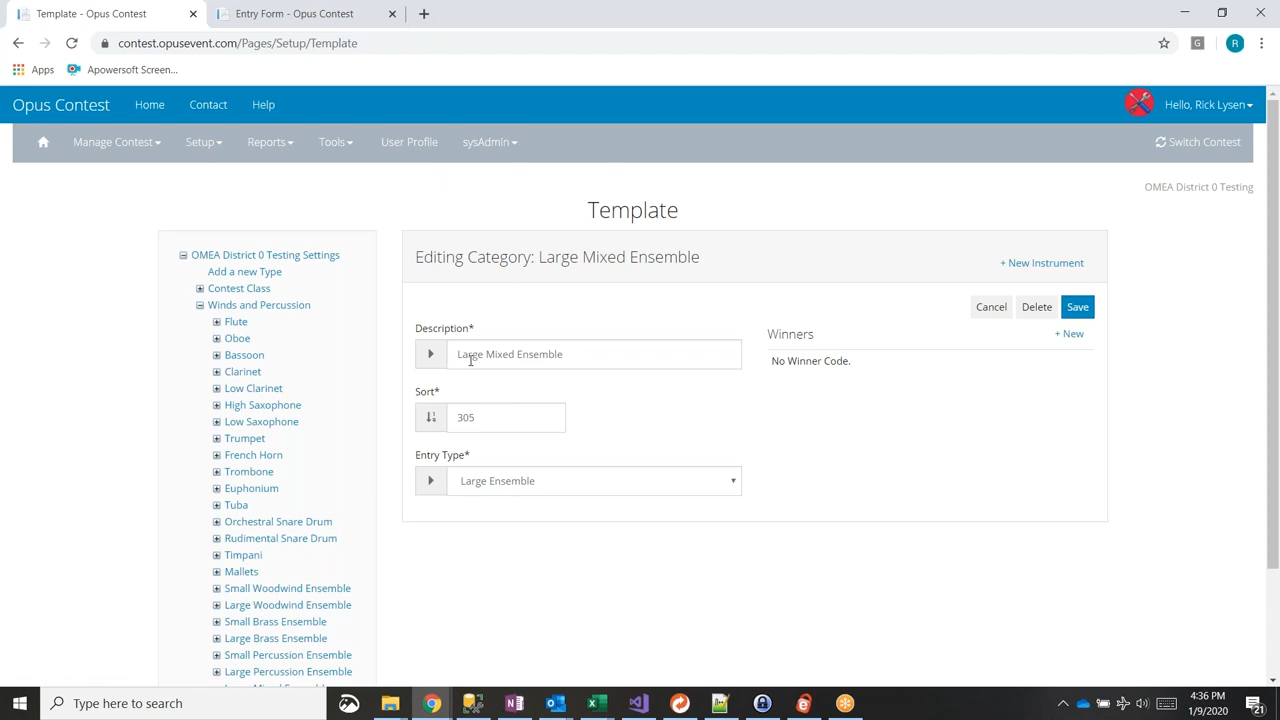 Template - Opus Contest
Entry Form - Opus Contest
contest.opusevent.com/Pages/Setup/Template
G
R
Apps
Apowersoft Screen...
Opus Contest
Home
Contact
Help
Hello, Rick Lysen
Manage Contest
Setup
Reports
Tools
User Profile
sysAdmin
Switch Contest
OMEA District 0 Testing
Template
OMEA District 0 Testing Settings
Add a new Type
Contest Class
Winds and Percussion
Flute
Oboe
Bassoon
Clarinet
Low Clarinet
High Saxophone
Low Saxophone
Trumpet
French Horn
Trombone
Euphonium
Tuba
Orchestral Snare Drum
Rudimental Snare Drum
Timpani
Mallets
Small Woodwind Ensemble
Large Woodwind Ensemble
Small Brass Ensemble
Large Brass Ensemble
Small Percussion Ensemble
Large Percussion Ensemble
Editing Category: Large Mixed Ensemble
+ New Instrument
Cancel
Delete
Save
Description*
Large Mixed Ensemble
Sort*
305
Entry Type*
Large Ensemble
Winners
+ New
No Winner Code.
Type here to search
4:36 PM
1/9/2020
21